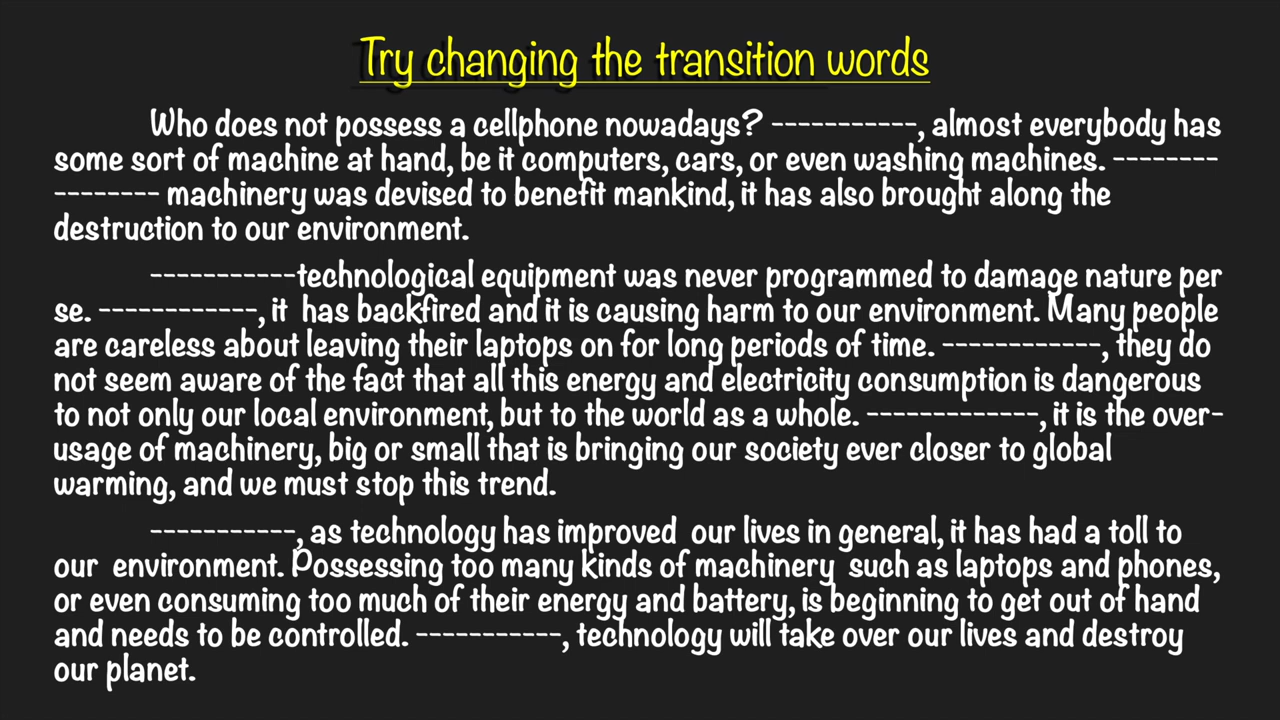 Try changing the transition words
Who does not possess a cellphone nowadays? -----------, almost everybody has
some sort of machine at hand, be it computers, cars, or even washing machines. --------
-------- machinery was devised to benefit mankind, it has also brought along the
destruction to our environment.
-----------technological equipment was never programmed to damage nature per
se. ------------, it has backfired and it is causing harm to our environment. Many people
are careless about leaving their laptops on for long periods of time. ------------, they do
not seem aware of the fact that all this energy and electricity consumption is dangerous
to not only our local environment, but to the world as a whole. -------------, it is the over-
usage of machinery, big or small that is bringing our society ever closer to global
warming, and we must stop this trend.
-----------, as technology has improved our lives in general, it has had a toll to
our environment. Possessing too many kinds of machinery such as laptops and phones,
or even consuming too much of their energy and battery, is beginning to get out of hand
and needs to be controlled. -----------, technology will take over our lives and destroy
our planet.